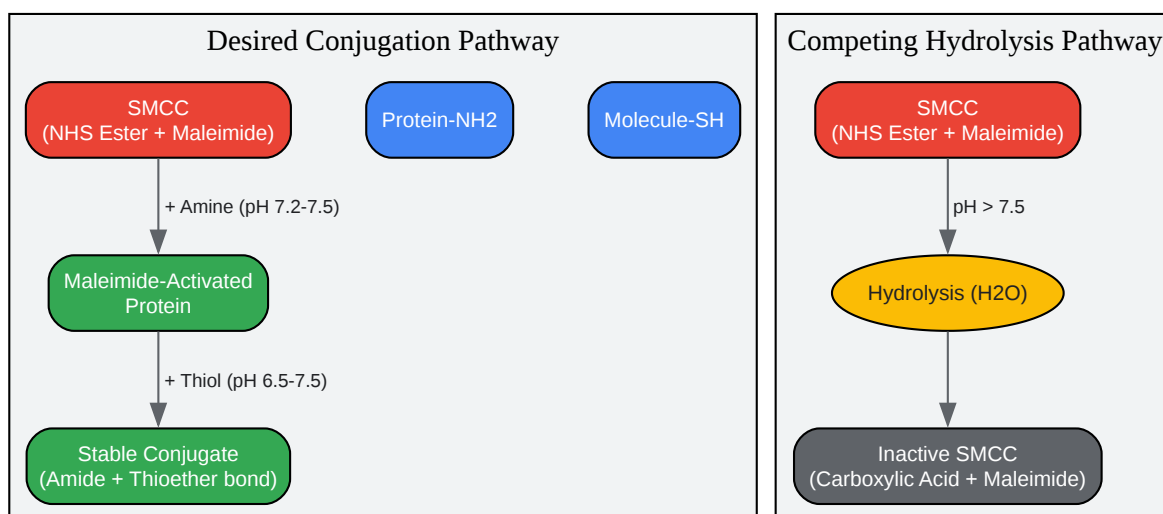 Desired Conjugation Pathway
SMCC
(NHS Ester + Maleimide)
Protein-NH2
Molecule-SH
+ Amine (pH 7.2-7.5)
Maleimide-Activated
Protein
+ Thiol (pH 6.5-7.5)
Stable Conjugate
(Amide + Thioether bond)
Competing Hydrolysis Pathway
SMCC
(NHS Ester + Maleimide)
pH > 7.5
Hydrolysis (H2O)
Inactive SMCC
(Carboxylic Acid + Maleimide)